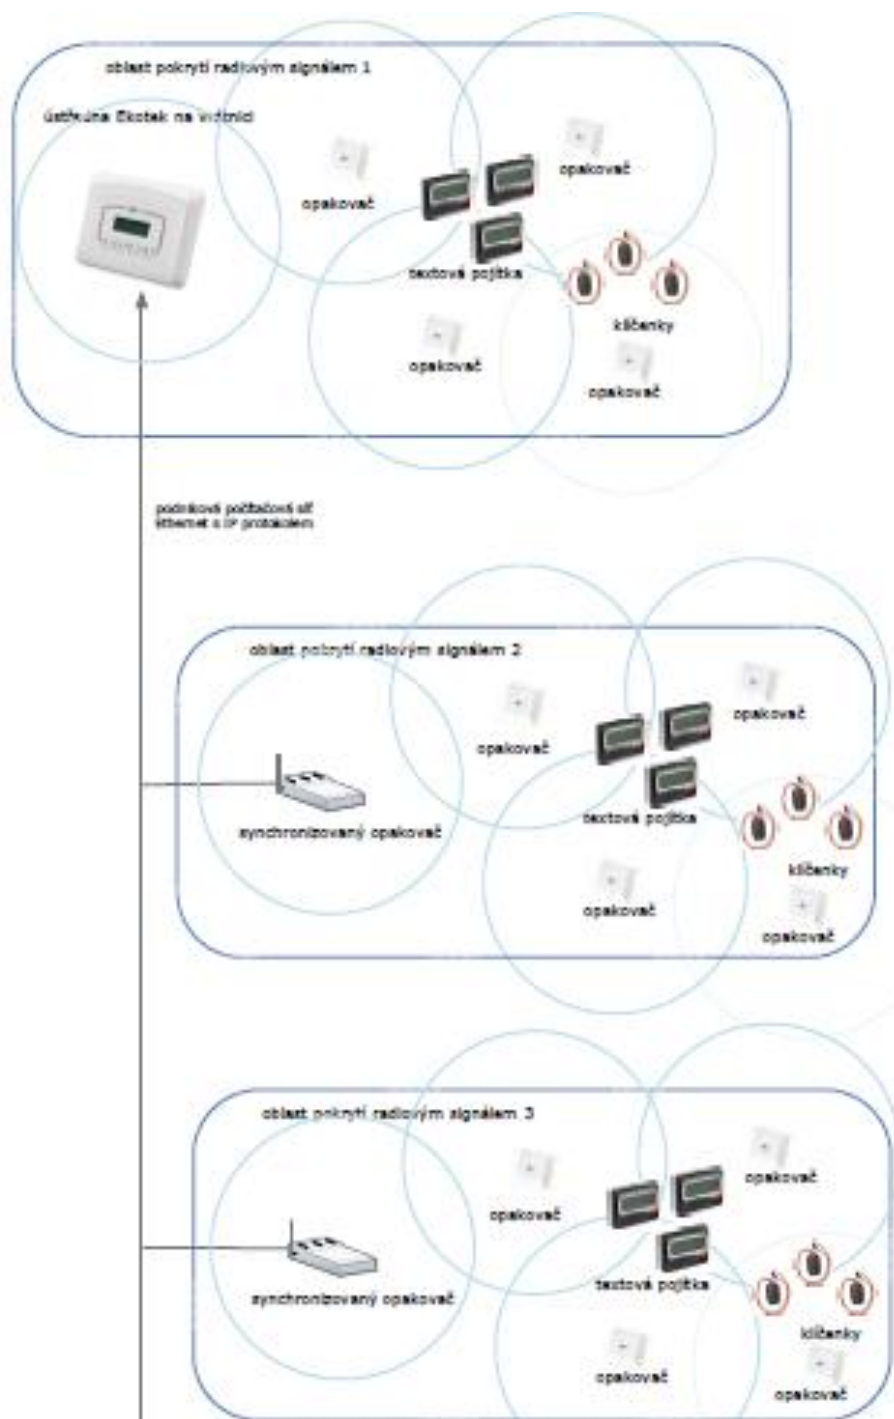 oblast pokrytí radiovým signálem 1
ústředna Ekotek na vrátnici
opakovač
opakovač
textová pojítka
klíčenky
opakovač
opakovač
podniková počítačová síť
Ethernet s IP protokolem
oblast pokrytí radiovým signálem 2
opakovač
opakovač
textová pojítka
synchronizovaný opakovač
klíčenky
opakovač
opakovač
oblast pokrytí radiovým signálem 3
opakovač
opakovač
textová pojítka
synchronizovaný opakovač
klíčenky
opakovač
opakovač